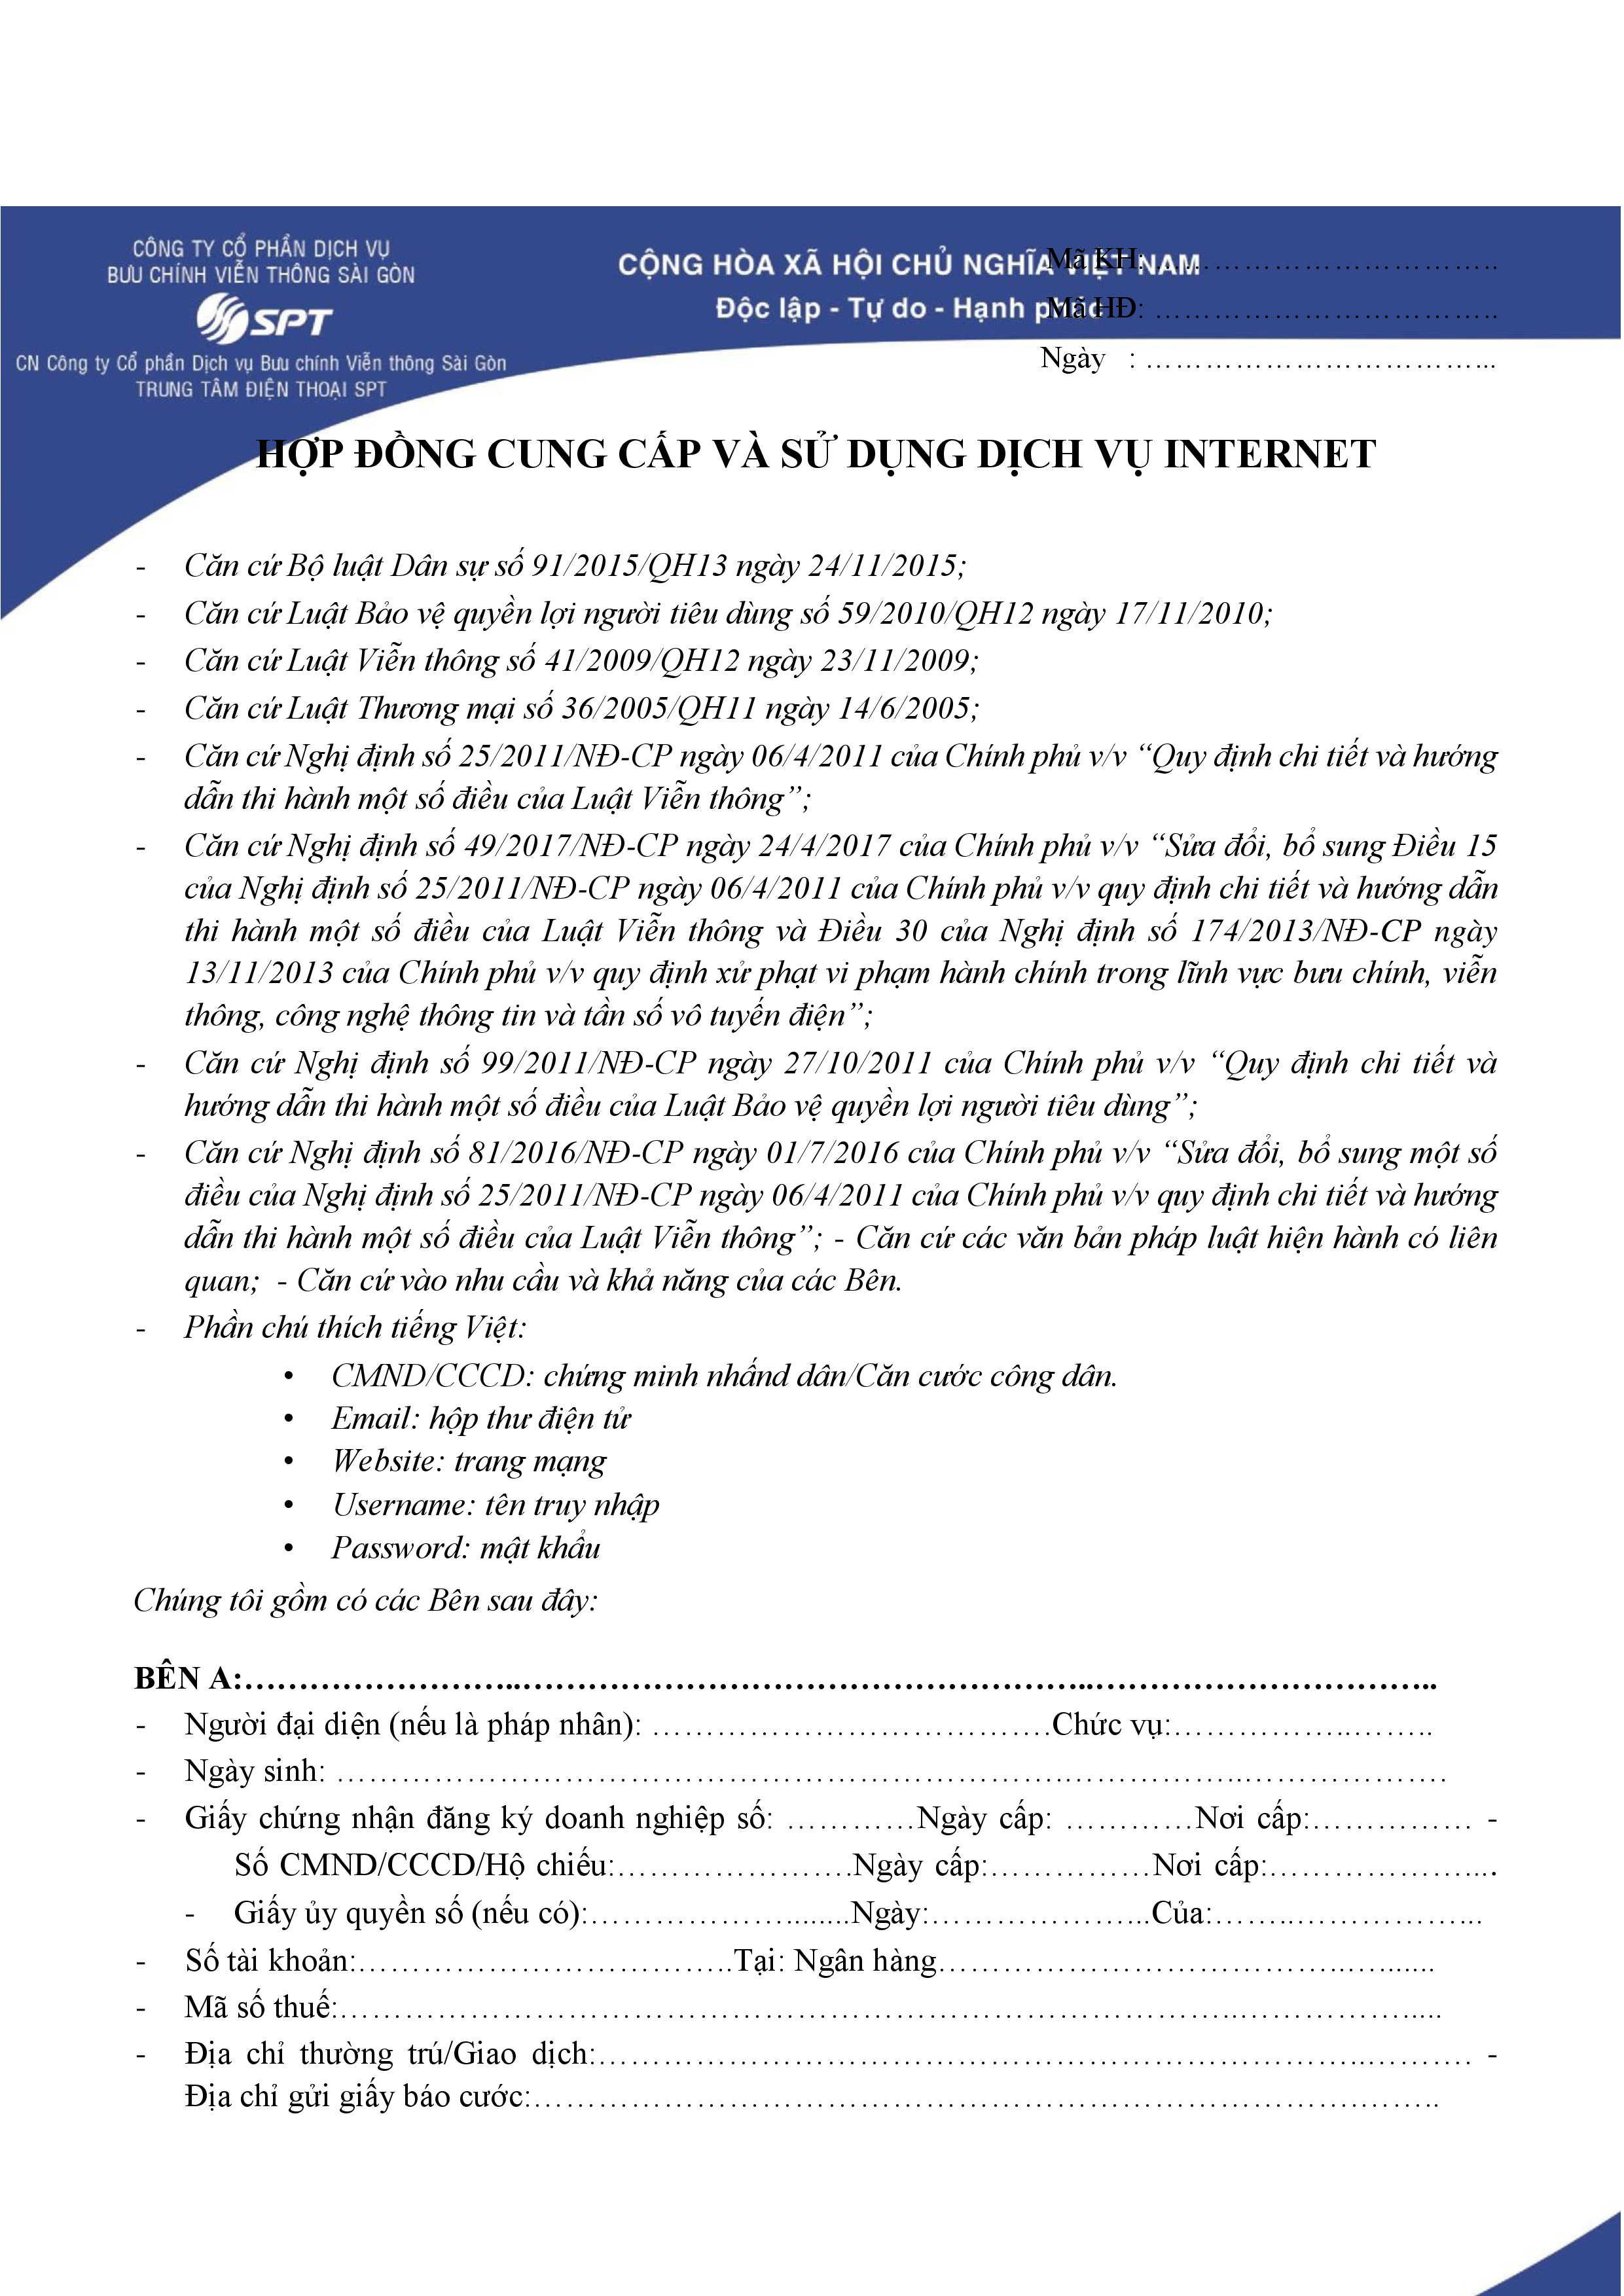 CÔNG TY CỔ PHẦN DỊCH VỤ
BƯU CHÍNH VIỄN THÔNG SÀI GÒN
SPT
CN Công ty Cổ phần Dịch vụ Bưu chính Viễn thông Sài Gòn
TRUNG TÂM ĐIỆN THOẠI SPT
CỘNG HÒA XÃ HỘI CHỦ NGHĨA VIỆT NAM
Độc lập - Tự do - Hạnh phúc
Mã KH: ……………………………..
Mã HĐ: ……………………………..
Ngày : ……………………………...
HỢP ĐỒNG CUNG CẤP VÀ SỬ DỤNG DỊCH VỤ INTERNET
- Căn cứ Bộ luật Dân sự số 91/2015/QH13 ngày 24/11/2015;
- Căn cứ Luật Bảo vệ quyền lợi người tiêu dùng số 59/2010/QH12 ngày 17/11/2010;
- Căn cứ Luật Viễn thông số 41/2009/QH12 ngày 23/11/2009;
- Căn cứ Luật Thương mại số 36/2005/QH11 ngày 14/6/2005;
- Căn cứ Nghị định số 25/2011/NĐ-CP ngày 06/4/2011 của Chính phủ v/v “Quy định chi tiết và hướng
dẫn thi hành một số điều của Luật Viễn thông”;
- Căn cứ Nghị định số 49/2017/NĐ-CP ngày 24/4/2017 của Chính phủ v/v “Sửa đổi, bổ sung Điều 15
của Nghị định số 25/2011/NĐ-CP ngày 06/4/2011 của Chính phủ v/v quy định chi tiết và hướng dẫn
thi hành một số điều của Luật Viễn thông và Điều 30 của Nghị định số 174/2013/NĐ-CP ngày
13/11/2013 của Chính phủ v/v quy định xử phạt vi phạm hành chính trong lĩnh vực bưu chính, viễn
thông, công nghệ thông tin và tần số vô tuyến điện”;
- Căn cứ Nghị định số 99/2011/NĐ-CP ngày 27/10/2011 của Chính phủ v/v “Quy định chi tiết và
hướng dẫn thi hành một số điều của Luật Bảo vệ quyền lợi người tiêu dùng”;
- Căn cứ Nghị định số 81/2016/NĐ-CP ngày 01/7/2016 của Chính phủ v/v “Sửa đổi, bổ sung một số
điều của Nghị định số 25/2011/NĐ-CP ngày 06/4/2011 của Chính phủ v/v quy định chi tiết và hướng
dẫn thi hành một số điều của Luật Viễn thông”; - Căn cứ các văn bản pháp luật hiện hành có liên
quan; - Căn cứ vào nhu cầu và khả năng của các Bên.
- Phần chú thích tiếng Việt:
• CMND/CCCD: chứng minh nhấnd dân/Căn cước công dân.
• Email: hộp thư điện tử
• Website: trang mạng
• Username: tên truy nhập
• Password: mật khẩu
Chúng tôi gồm có các Bên sau đây:
BÊN A:……………………..……………………………………………..…………………………..
- Người đại diện (nếu là pháp nhân): ……………………………….Chức vụ:……………..……..
- Ngày sinh: ………………………………………………………….……………..………………
- Giấy chứng nhận đăng ký doanh nghiệp số: …………Ngày cấp: …………Nơi cấp:…………… -
Số CMND/CCCD/Hộ chiếu:………………….Ngày cấp:……………Nơi cấp:………………….. .
- Giấy ủy quyền số (nếu có):……………….......Ngày:………………...Của:……..……………...
- Số tài khoản:……………………………..Tại: Ngân hàng………………………………..…......
- Mã số thuế:………………………………………………………………………..……………....
- Địa chỉ thường trú/Giao dịch:……………………………………………………………..……… -
Địa chỉ gửi giấy báo cước:………………………………………………………………….……..